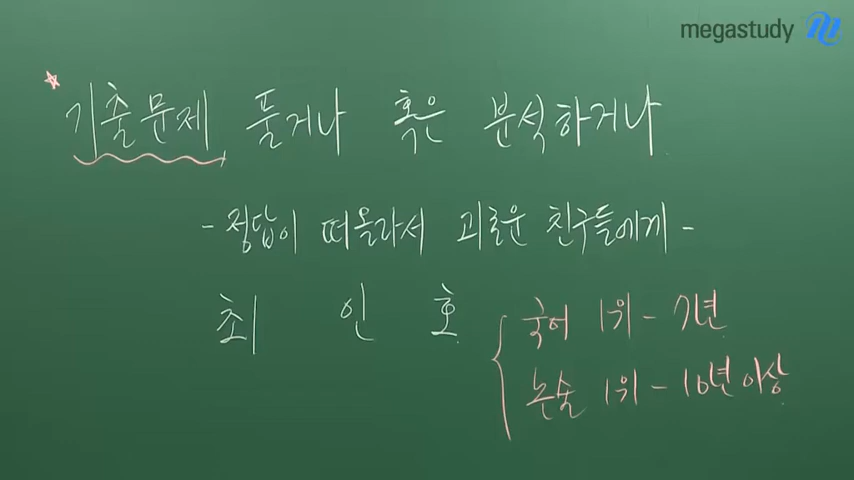 megastudy
기출문제 풀거나 혹은 분석하거나
- 정답이 떠올라서 괴로운 친구들에게 -
최 인 호
국어 1위 - 7년
논술 1위 - 10년 이상